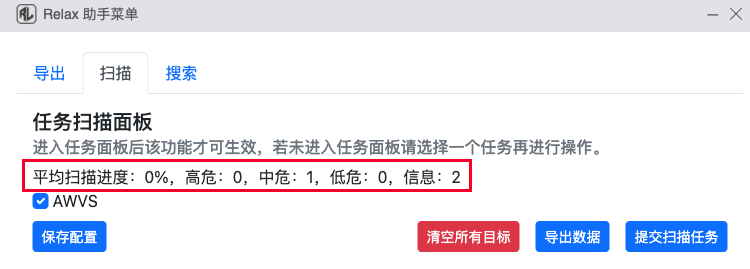 RL Relax 助手菜单
导出 扫描 搜索
任务扫描面板
进入任务面板后该功能才可生效，若未进入任务面板请选择一个任务再进行操作。
平均扫描进度：0%，高危：0，中危：1，低危：0，信息：2
AWVS
保存配置 清空所有目标 导出数据 提交扫描任务